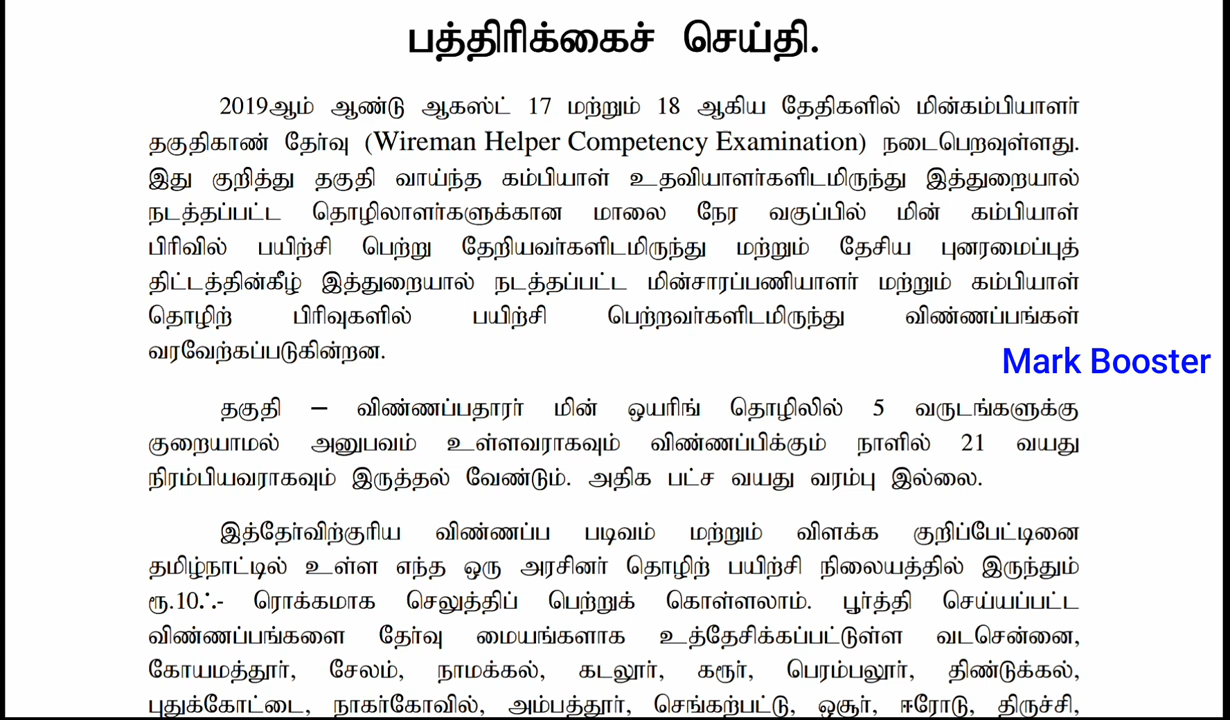 பத்திரிக்கைச் செய்தி.
2019ஆம் ஆண்டு ஆகஸ்ட் 17 மற்றும் 18 ஆகிய தேதிகளில் மின்கம்பியாளர்
தகுதிகாண் தேர்வு (Wireman Helper Competency Examination) நடைபெறவுள்ளது.
இது குறித்து தகுதி வாய்ந்த கம்பியாள் உதவியாளர்களிடமிருந்து இத்துறையால்
நடத்தப்பட்ட தொழிலாளர்களுக்கான மாலை நேர வகுப்பில் மின் கம்பியாள்
பிரிவில் பயிற்சி பெற்று தேறியவர்களிடமிருந்து மற்றும் தேசிய புனரமைப்புத்
திட்டத்தின்கீழ் இத்துறையால் நடத்தப்பட்ட மின்சாரப்பணியாளர் மற்றும் கம்பியாள்
தொழிற் பிரிவுகளில் பயிற்சி பெற்றவர்களிடமிருந்து விண்ணப்பங்கள்
வரவேற்கப்படுகின்றன.
Mark Booster
தகுதி – விண்ணப்பதாரர் மின் ஒயரிங் தொழிலில் 5 வருடங்களுக்கு
குறையாமல் அனுபவம் உள்ளவராகவும் விண்ணப்பிக்கும் நாளில் 21 வயது
நிரம்பியவராகவும் இருத்தல் வேண்டும். அதிக பட்ச வயது வரம்பு இல்லை.
இத்தேர்விற்குரிய விண்ணப்ப படிவம் மற்றும் விளக்க குறிப்பேட்டினை
தமிழ்நாட்டில் உள்ள எந்த ஒரு அரசினர் தொழிற் பயிற்சி நிலையத்தில் இருந்தும்
ரூ.10ஃ- ரொக்கமாக செலுத்திப் பெற்றுக் கொள்ளலாம். பூர்த்தி செய்யப்பட்ட
விண்ணப்பங்களை தேர்வு மையங்களாக உத்தேசிக்கப்பட்டுள்ள வடசென்னை,
கோயமத்தூர், சேலம், நாமக்கல், கடலூர், கரூர், பெரம்பலூர், திண்டுக்கல்,
புதுக்கோட்டை, நாகர்கோவில், அம்பத்தூர், செங்கற்பட்டு, ஒசூர், ஈரோடு, திருச்சி,